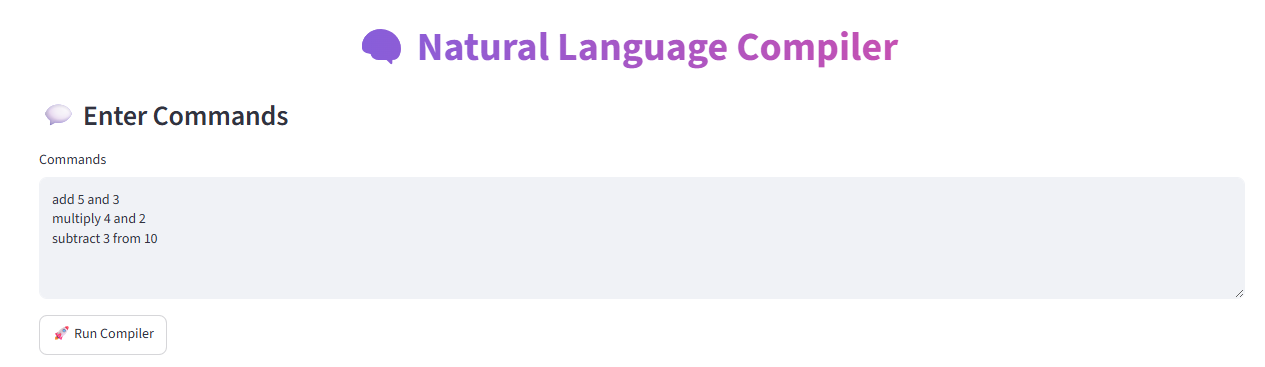 Natural Language Compiler
Enter Commands
Commands
add 5 and 3
multiply 4 and 2
subtract 3 from 10
Run Compiler